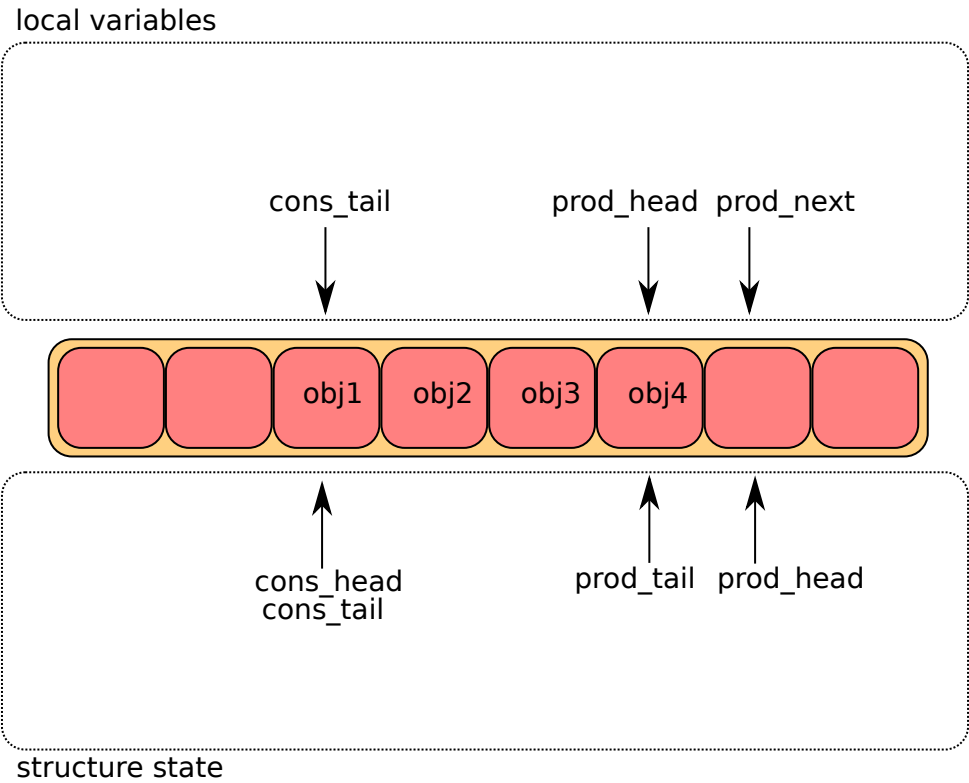 local variables
cons_tail prod_head prod_next
obj1 obj2 obj3 obj4
cons_head prod_tail prod_head
cons_tail
structure state